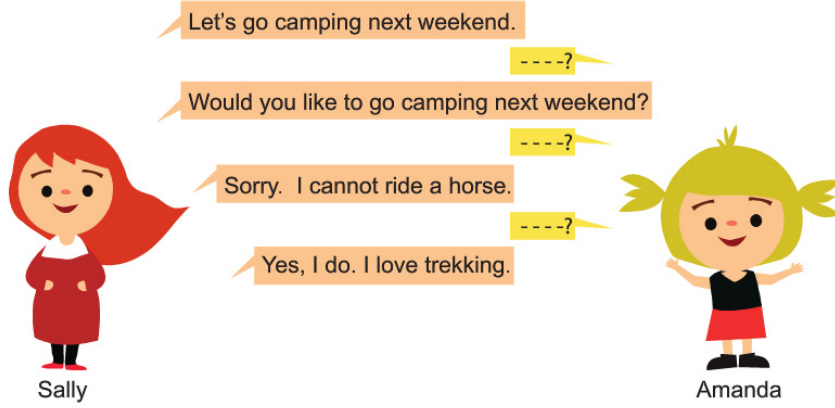 Let's go camping next weekend.
- - - -?
Would you like to go camping next weekend?
- - - -?
Sorry.  I cannot ride a horse.
- - - -?
Yes, I do. I love trekking.
Sally
Amanda